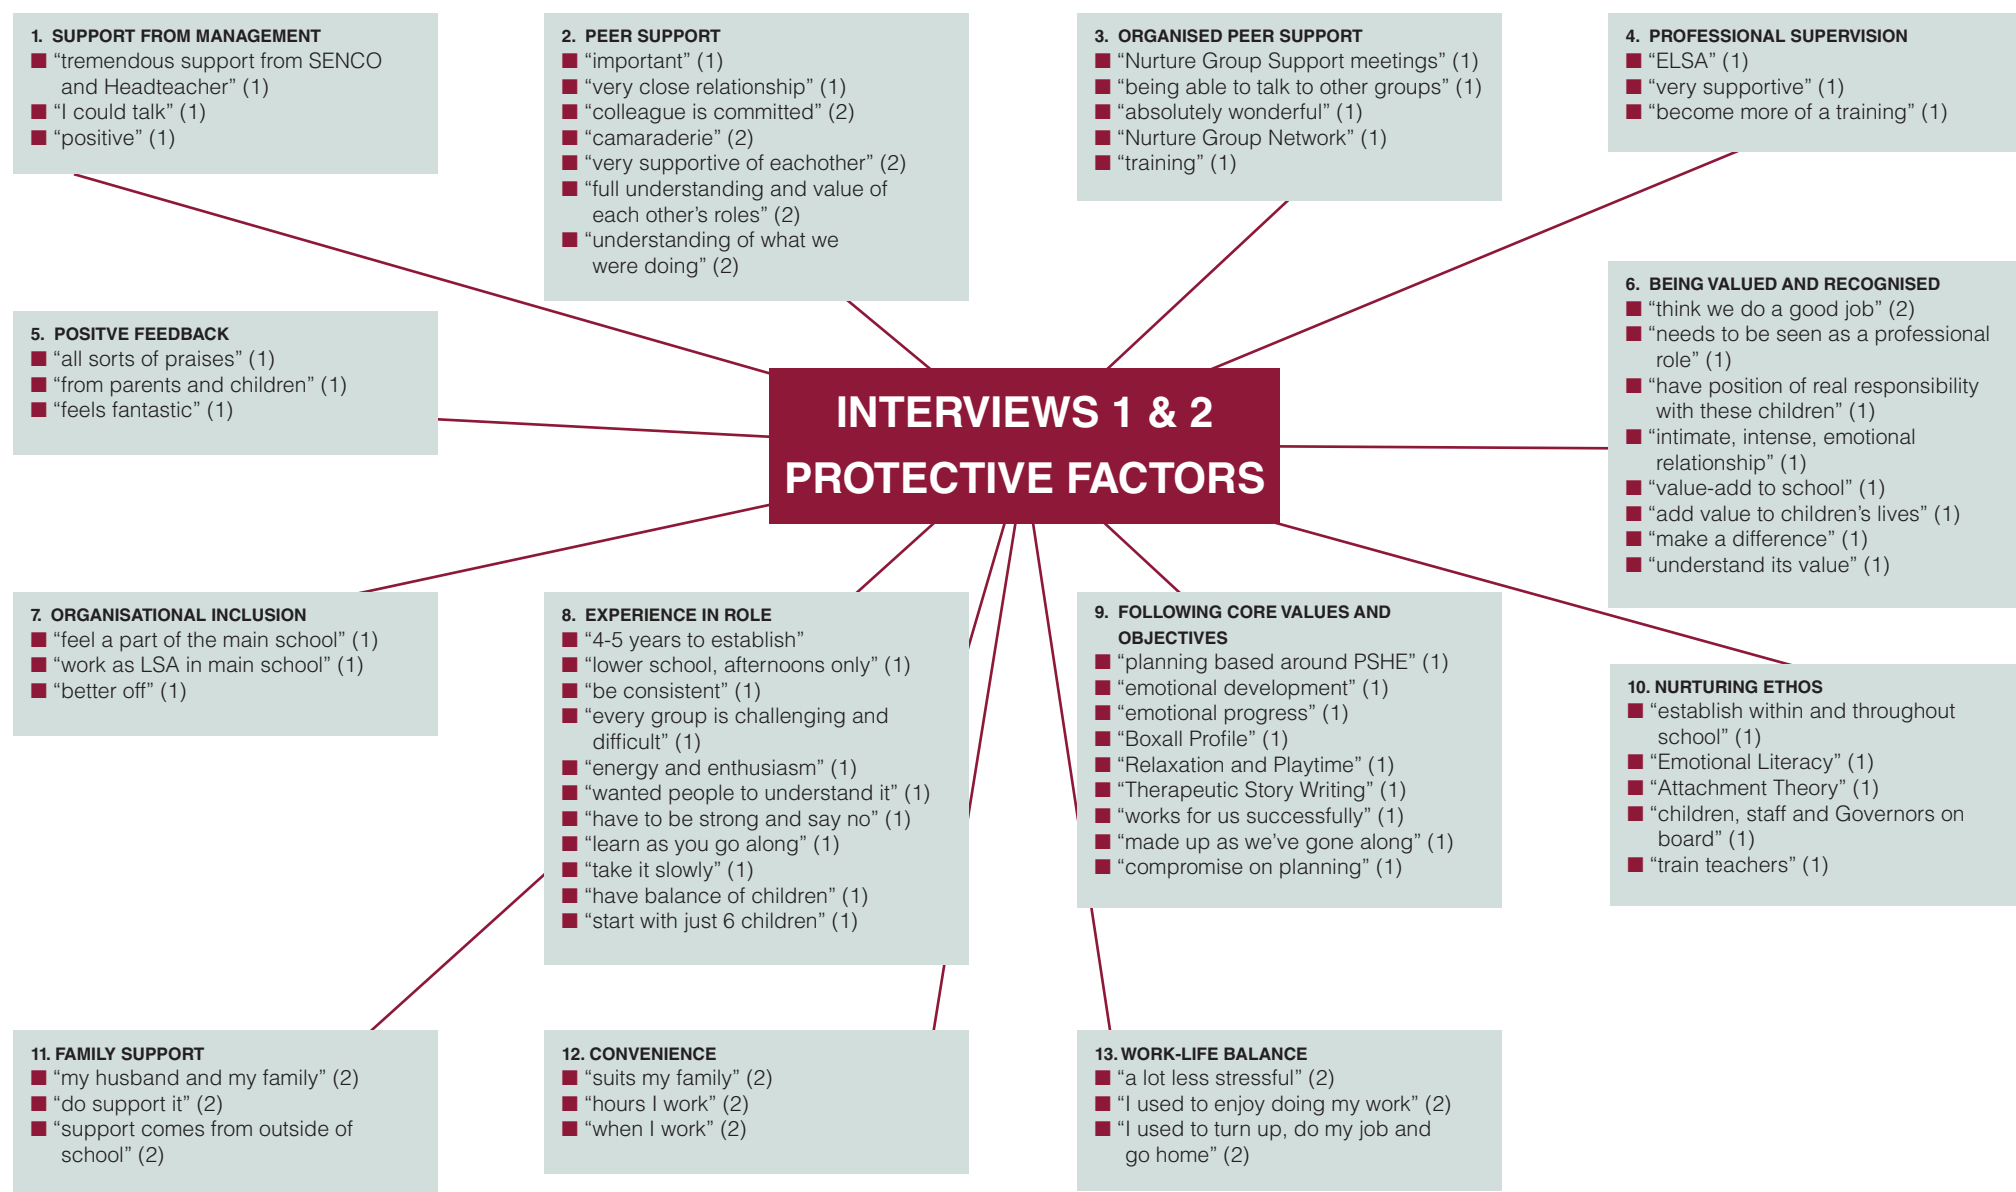 1. SUPPORT FROM MANAGEMENT
■ “tremendous support from SENCO
and Headteacher” (1)
■ “I could talk” (1)
■ “positive” (1)
2. PEER SUPPORT
■ “important” (1)
■ “very close relationship” (1)
■ “colleague is committed” (2)
■ “camaraderie” (2)
■ “very supportive of eachother” (2)
■ “full understanding and value of
each other’s roles” (2)
■ “understanding of what we
were doing” (2)
3. ORGANISED PEER SUPPORT
■ “Nurture Group Support meetings” (1)
■ “being able to talk to other groups” (1)
■ “absolutely wonderful” (1)
■ “Nurture Group Network” (1)
■ “training” (1)
4. PROFESSIONAL SUPERVISION
■ “ELSA” (1)
■ “very supportive” (1)
■ “become more of a training” (1)
5. POSITVE FEEDBACK
■ “all sorts of praises” (1)
■ “from parents and children” (1)
■ “feels fantastic” (1)
INTERVIEWS 1 & 2
PROTECTIVE FACTORS
6. BEING VALUED AND RECOGNISED
■ “think we do a good job” (2)
■ “needs to be seen as a professional
role” (1)
■ “have position of real responsibility
with these children” (1)
■ “intimate, intense, emotional
relationship” (1)
■ “value-add to school” (1)
■ “add value to children’s lives” (1)
■ “make a difference” (1)
■ “understand its value” (1)
7. ORGANISATIONAL INCLUSION
■ “feel a part of the main school” (1)
■ “work as LSA in main school” (1)
■ “better off” (1)
8. EXPERIENCE IN ROLE
■ “4-5 years to establish”
■ “lower school, afternoons only” (1)
■ “be consistent” (1)
■ “every group is challenging and
difficult” (1)
■ “energy and enthusiasm” (1)
■ “wanted people to understand it” (1)
■ “have to be strong and say no” (1)
■ “learn as you go along” (1)
■ “take it slowly” (1)
■ “have balance of children” (1)
■ “start with just 6 children” (1)
9. FOLLOWING CORE VALUES AND
OBJECTIVES
■ “planning based around PSHE” (1)
■ “emotional development” (1)
■ “emotional progress” (1)
■ “Boxall Profile” (1)
■ “Relaxation and Playtime” (1)
■ “Therapeutic Story Writing” (1)
■ “works for us successfully” (1)
■ “made up as we’ve gone along” (1)
■ “compromise on planning” (1)
10. NURTURING ETHOS
■ “establish within and throughout
school” (1)
■ “Emotional Literacy” (1)
■ “Attachment Theory” (1)
■ “children, staff and Governors on
board” (1)
■ “train teachers” (1)
11. FAMILY SUPPORT
■ “my husband and my family” (2)
■ “do support it” (2)
■ “support comes from outside of
school” (2)
12. CONVENIENCE
■ “suits my family” (2)
■ “hours I work” (2)
■ “when I work” (2)
13. WORK-LIFE BALANCE
■ “a lot less stressful” (2)
■ “I used to enjoy doing my work” (2)
■ “I used to turn up, do my job and
go home” (2)